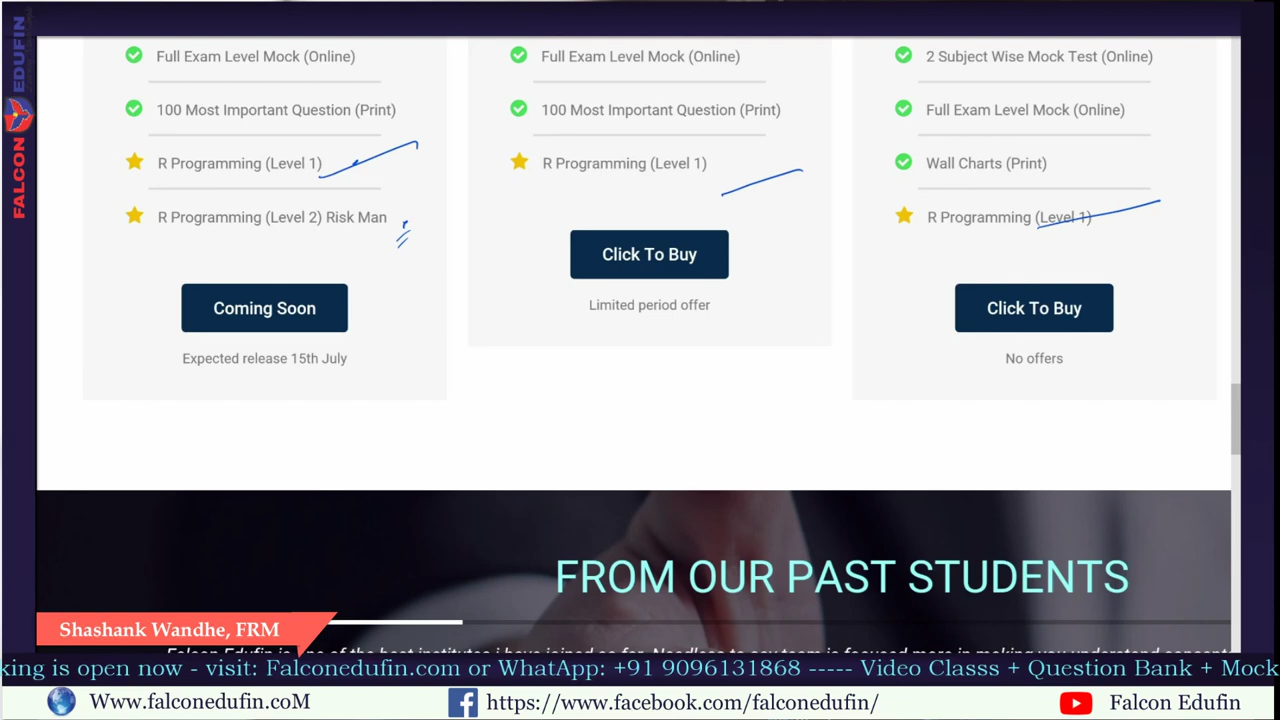 FALCON EDUFIN
Full Exam Level Mock (Online)
100 Most Important Question (Print)
R Programming (Level 1)
R Programming (Level 2) Risk Man
Coming Soon
Expected release 15th July
Full Exam Level Mock (Online)
100 Most Important Question (Print)
R Programming (Level 1)
Click To Buy
Limited period offer
2 Subject Wise Mock Test (Online)
Full Exam Level Mock (Online)
Wall Charts (Print)
R Programming (Level 1)
Click To Buy
No offers
FROM OUR PAST STUDENTS
Shashank Wandhe, FRM
king is open now - visit: Falconedufin.com or WhatApp: +91 9096131868 ----- Video Classs + Question Bank + Mock
Www.falconedufin.coM
https://www.facebook.com/falconedufin/
Falcon Edufin